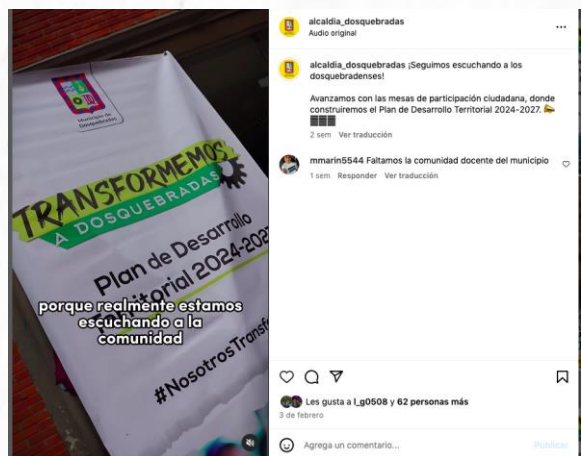 Municipio de
Dosquebradas
TRANSFORMEMOS
A DOSQUEBRADAS
Plan de Desarrollo
Territorial 2024-2027
porque realmente estamos
escuchando a la
comunidad
#NosotrosTransf
alcaldia_dosquebradas
Audio original
alcaldia_dosquebradas ¡Seguimos escuchando a los
dosquebradenses!
Avanzamos con las mesas de participación ciudadana, donde
construiremos el Plan de Desarrollo Territorial 2024-2027.
2 sem Ver traducción
mmarin5544 Faltamos la comunidad docente del municipio
1 sem Responder Ver traducción
Les gusta a l_g0508 y 62 personas más
3 de febrero
Agrega un comentario...
Publicar